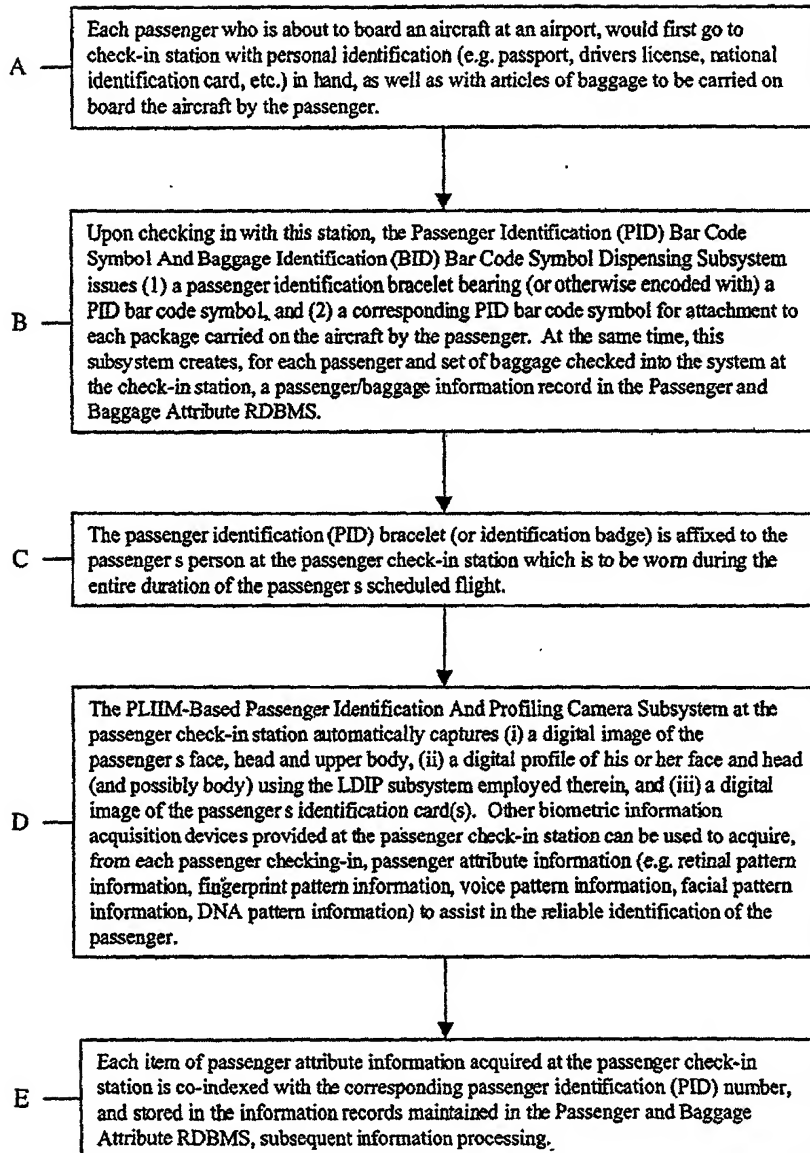 Each passenger who is about to board an aircraft at an airport, would first go to
check-in station with personal identification (e.g. passport, drivers license, national
A
identification card, etc.) in hand, as well as with articles of baggage to be carried on
board the aircraft by the passenger.
Upon checking in with this station, the Passenger Identification (PID) Bar Code
Symbol And Baggage Identification (BID) Bar Code Symbol Dispensing Subsystem
issues (1) a passenger identification bracelet bearing (or otherwise encoded with) a
PID bar code symbol, and (2) a corresponding PID bar code symbol for attachment to
B
each package carried on the aircraft by the passenger. At the same time, this
subsystem creates, for each passenger and set of baggage checked into the system at
the check-in station, a passenger/baggage information record in the Passenger and
Baggage Attribute RDBMS.
The passenger identification (PID) bracelet (or identification badge) is affixed to the
C
passenger s person at the passenger check-in station which is to be worn during the
entire duration of the passenger s scheduled flight.
The PLIIM-Based Passenger Identification And Profiling Camera Subsystem at the
passenger check-in station automatically captures (i) a digital image of the
passenger s face, head and upper body, (ii) a digital profile of his or her face and head
(and possibly body) using the LDIP subsystem employed therein, and (iii) a digital
image of the passenger s identification card(s). Other biometric information
D
acquisition devices provided at the passenger check-in station can be used to acquire,
from each passenger checking-in, passenger attribute information (e.g. retinal pattern
information, fingerprint pattern information, voice pattern information, facial pattern
information, DNA pattern information) to assist in the reliable identification of the
passenger.
Each item of passenger attribute information acquired at the passenger check-in
E
station is co-indexed with the corresponding passenger identification (PID) number,
and stored in the information records maintained in the Passenger and Baggage
Attribute RDBMS, subsequent information processing.